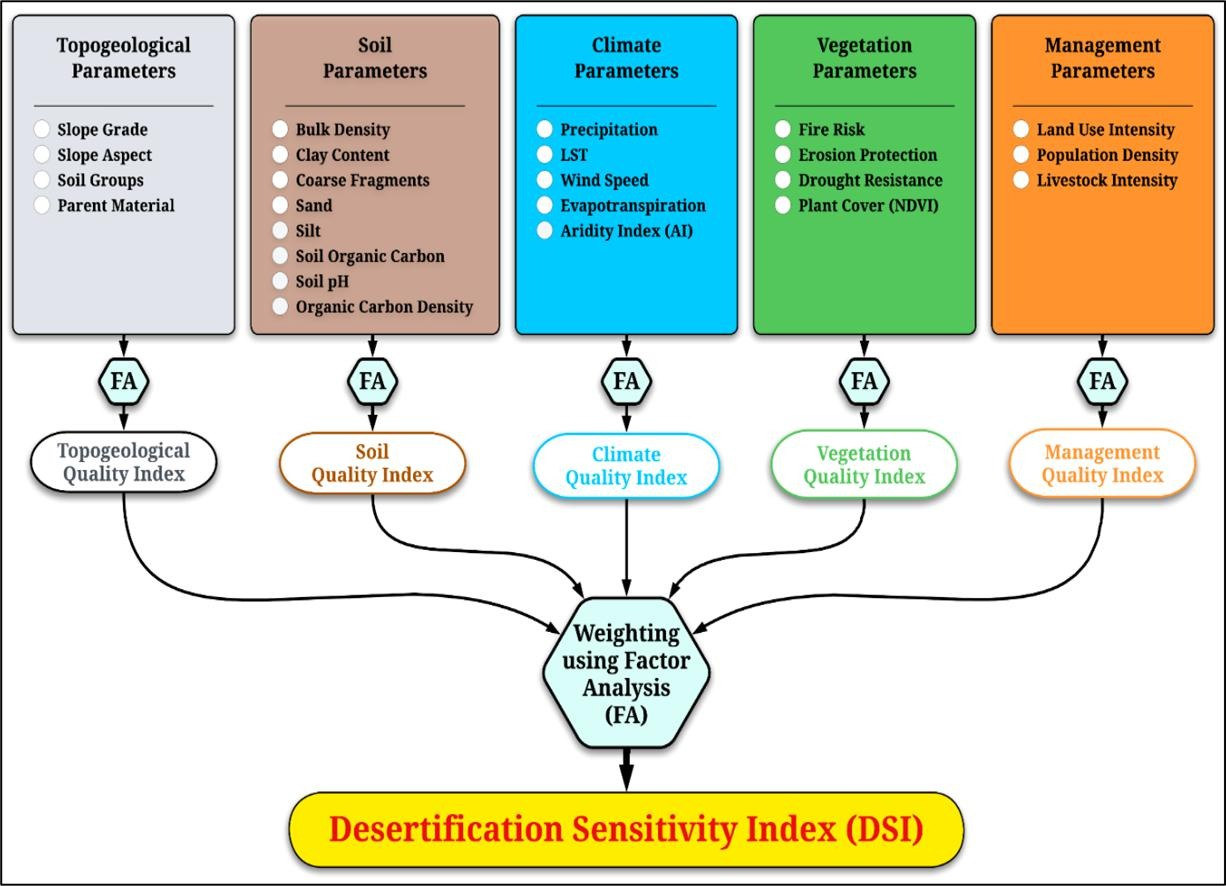 Topogeological
Parameters
Slope Grade
Slope Aspect
Soil Groups
Parent Material
Soil
Parameters
Bulk Density
Clay Content
Coarse Fragments
Sand
Silt
Soil Organic Carbon
Soil pH
Organic Carbon Density
Climate
Parameters
Precipitation
LST
Wind Speed
Evapotranspiration
Aridity Index (AI)
Vegetation
Parameters
Fire Risk
Erosion Protection
Drought Resistance
Plant Cover (NDVI)
Management
Parameters
Land Use Intensity
Population Density
Livestock Intensity
FA
FA
FA
FA
FA
Topogeological
Quality Index
Soil
Quality Index
Climate
Quality Index
Vegetation
Quality Index
Management
Quality Index
Weighting
using Factor
Analysis
(FA)
Desertification Sensitivity Index (DSI)